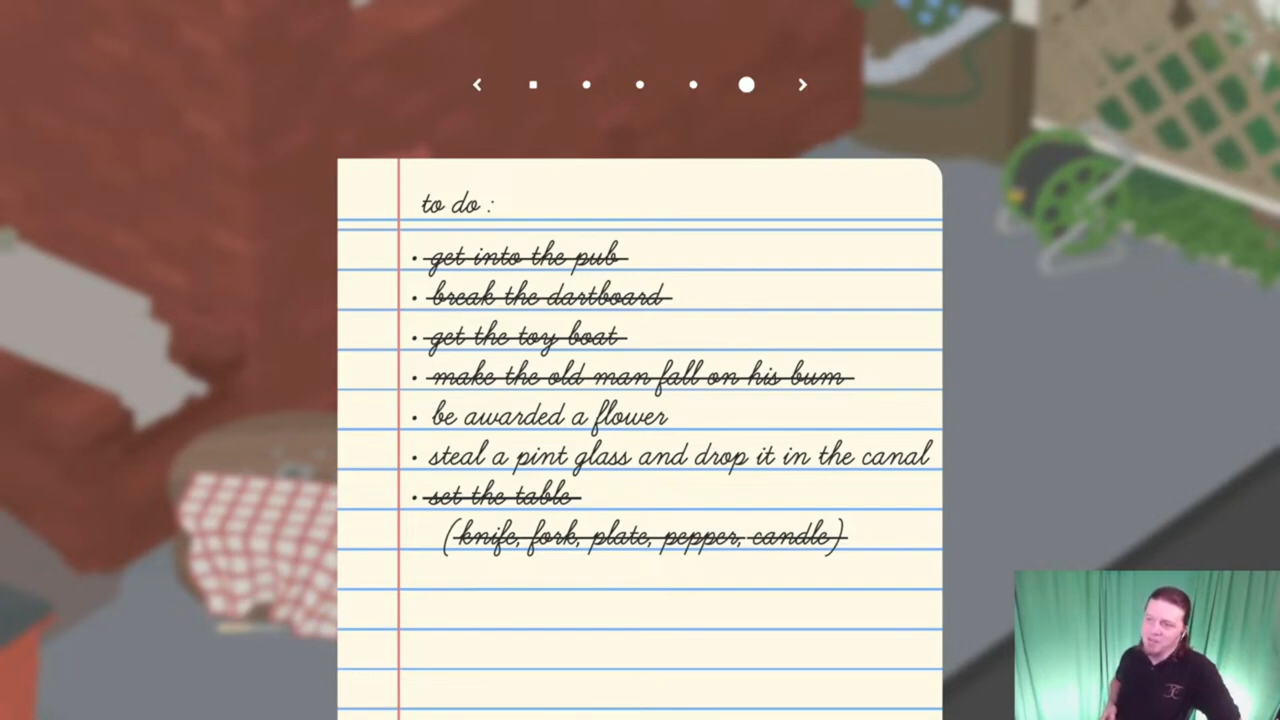 to do :
• get into the pub
• break the dartboard
• get the toy boat
• make the old man fall on his bum
• be awarded a flower
• steal a pint glass and drop it in the canal
• set the table
(knife, fork, plate, pepper, candle)